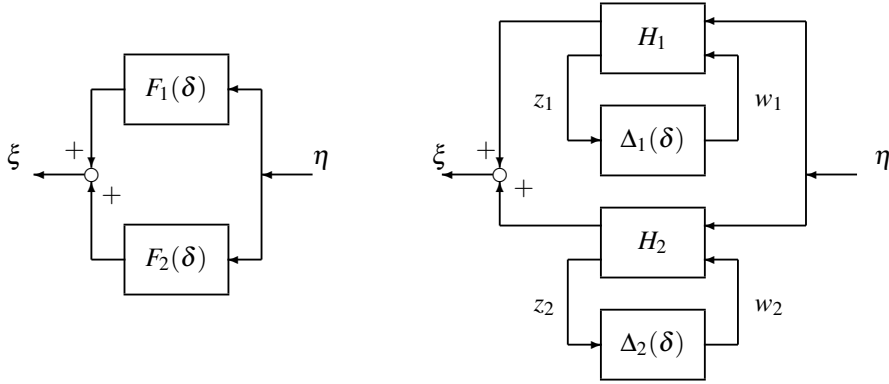 F₁(δ)
+
ξ
+
η
F₂(δ)
H₁
z₁
w₁
Δ₁(δ)
+
ξ
+
η
H₂
z₂
w₂
Δ₂(δ)